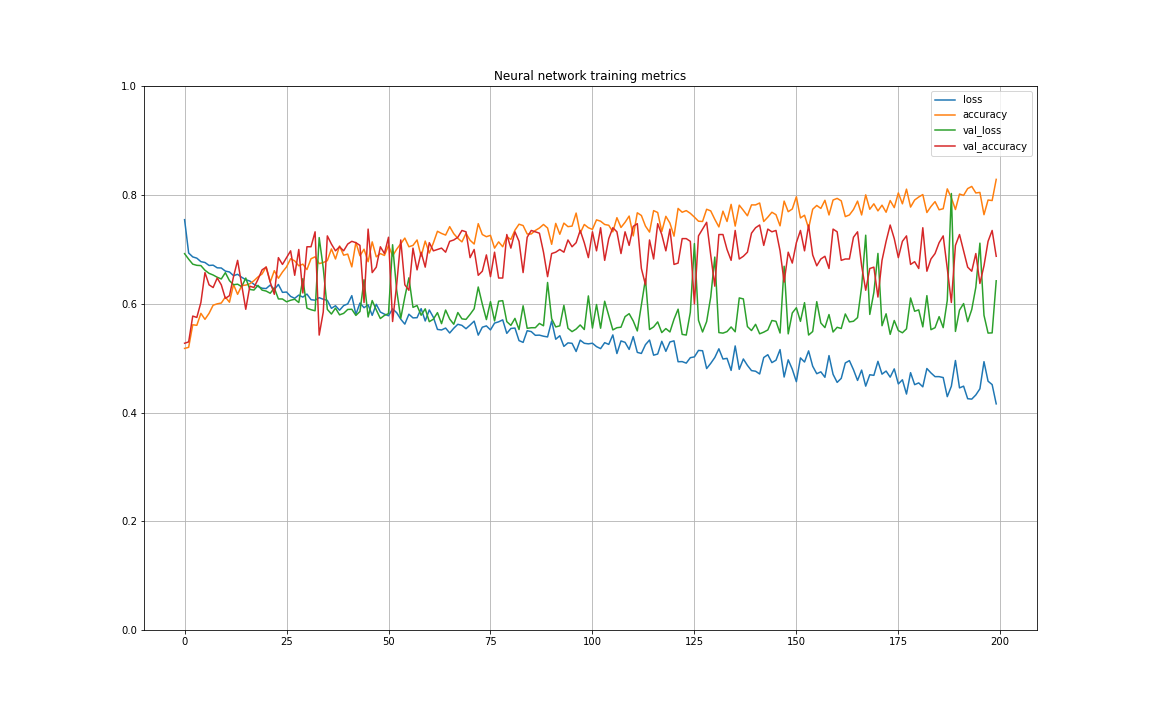 Neural network training metrics
1.0
0.8
0.6
0.4
0.2
0.0
loss
accuracy
val_loss
val_accuracy
0 25 50 75 100 125 150 175 200